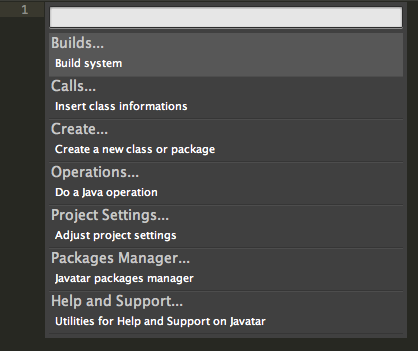 1
Builds...
Build system
Calls...
Insert class informations
Create...
Create a new class or package
Operations...
Do a Java operation
Project Settings...
Adjust project settings
Packages Manager...
Javatar packages manager
Help and Support...
Utilities for Help and Support on Javatar